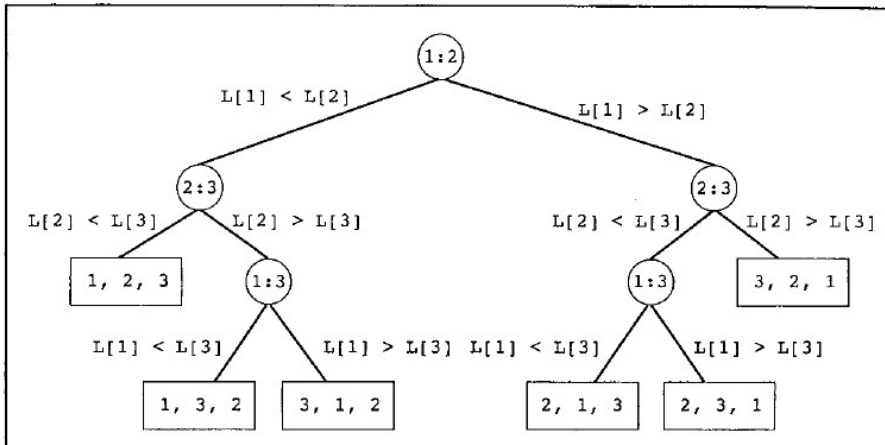 1:2
L[1] < L[2]
L[1] > L[2]
2:3
2:3
L[2] < L[3]
L[2] > L[3]
L[2] < L[3]
L[2] > L[3]
1, 2, 3
1:3
1:3
3, 2, 1
L[1] < L[3]
L[1] > L[3]
L[1] < L[3]
L[1] > L[3]
1, 3, 2
3, 1, 2
2, 1, 3
2, 3, 1